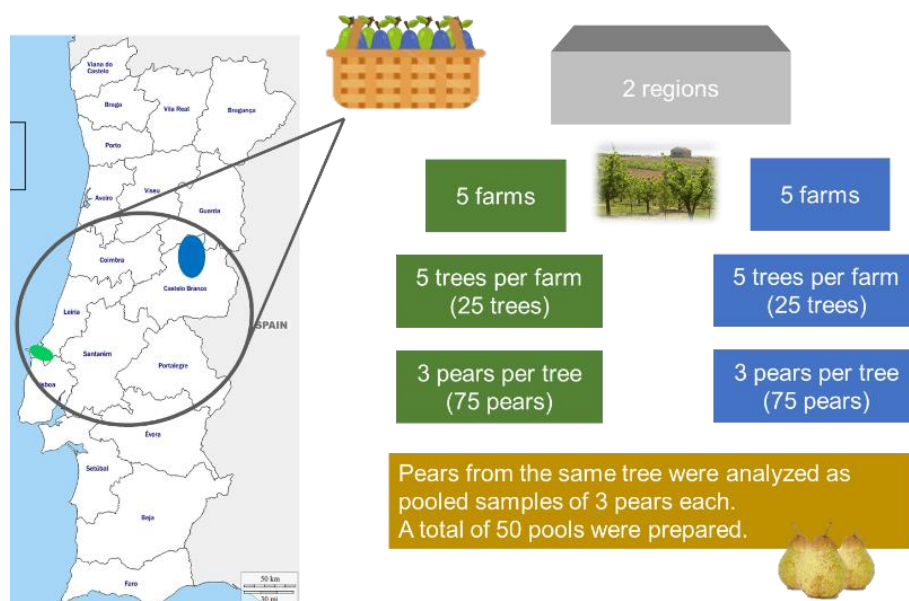 Viana do
Castelo
Braga
Vila Real
Bragança
Porto
Aveiro
Viseu
Guarda
Coimbra
Castelo Branco
Leiria
SPAIN
Santarém
Portalegre
Lisboa
Évora
Setúbal
Beja
Faro
50 km
30 mi
2 regions
5 farms
5 farms
5 trees per farm
(25 trees)
5 trees per farm
(25 trees)
3 pears per tree
(75 pears)
3 pears per tree
(75 pears)
Pears from the same tree were analyzed as
pooled samples of 3 pears each.
A total of 50 pools were prepared.